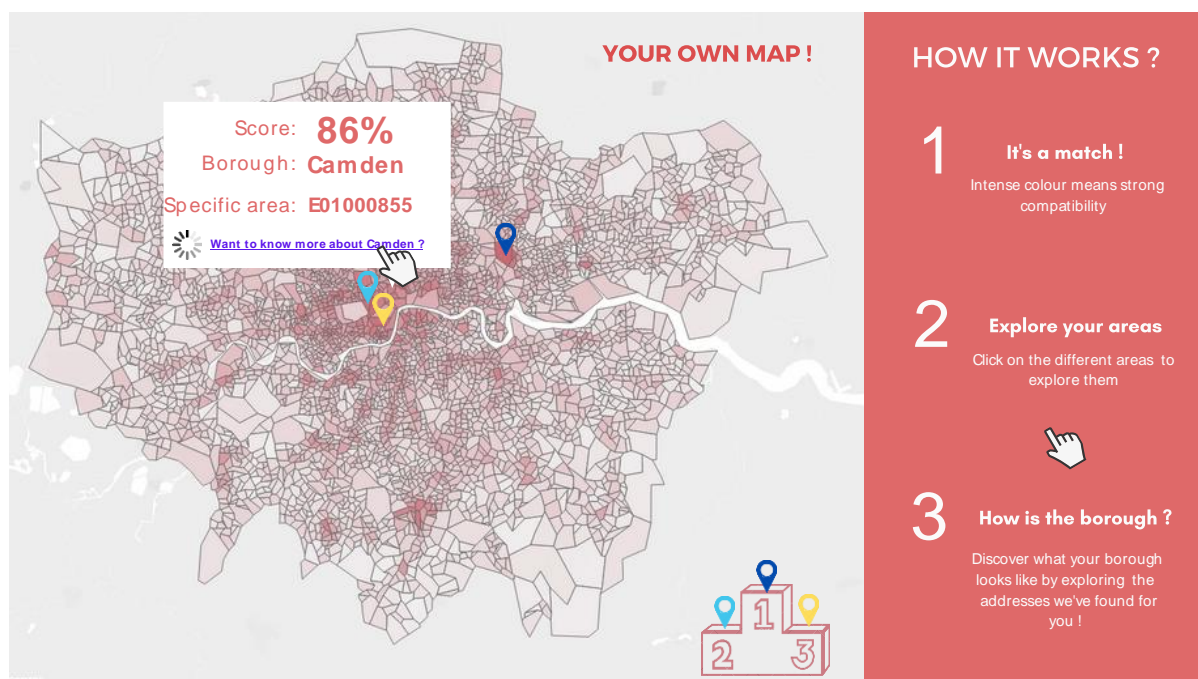 YOUR OWN MAP !
Score: 86%
Borough: Camden
Specific area: E01000855
Want to know more about Camden ?
1
2
3
HOW IT WORKS ?
1
It's a match !
Intense colour means strong
compatibility
2
Explore your areas
Click on the different areas to
explore them
3
How is the borough ?
Discover what your borough
looks like by exploring the
addresses we've found for
you !